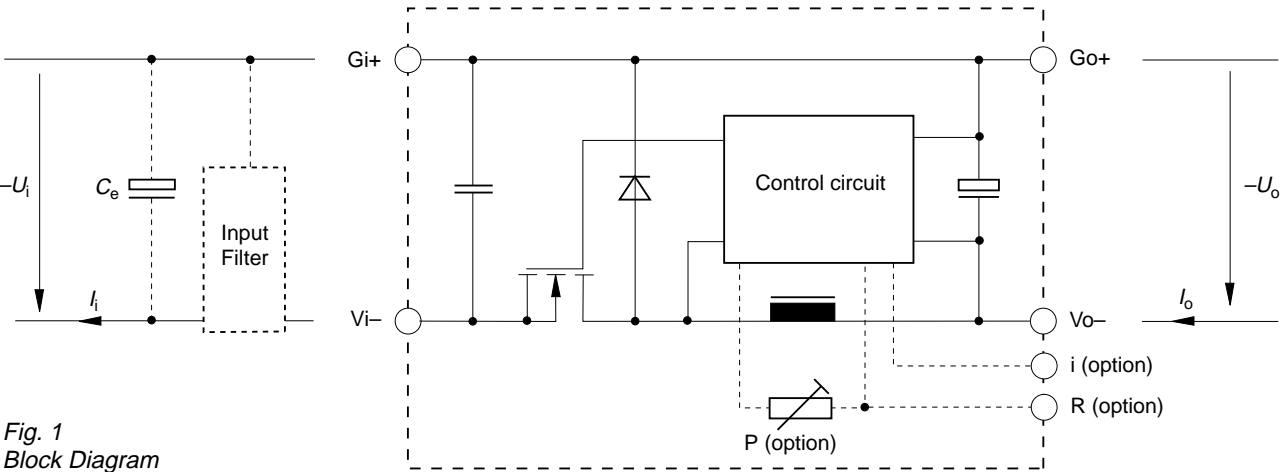 Gi+
Go+
–Ui
Ce
Input
Filter
Control circuit
–Uo
Ii
Vi–
Vo–
Io
i (option)
R (option)
P (option)
Fig. 1
Block Diagram